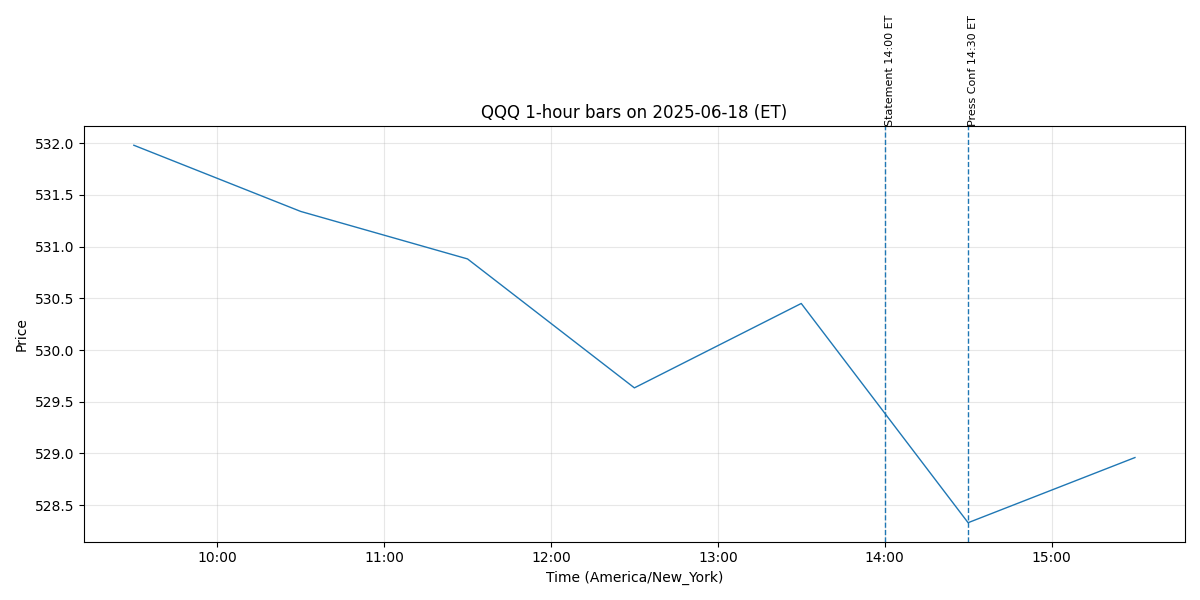 Statement 14:00 ET
Press Conf 14:30 ET
QQQ 1-hour bars on 2025-06-18 (ET)
Price
532.0
531.5
531.0
530.5
530.0
529.5
529.0
528.5
10:00
11:00
12:00
13:00
14:00
15:00
Time (America/New_York)